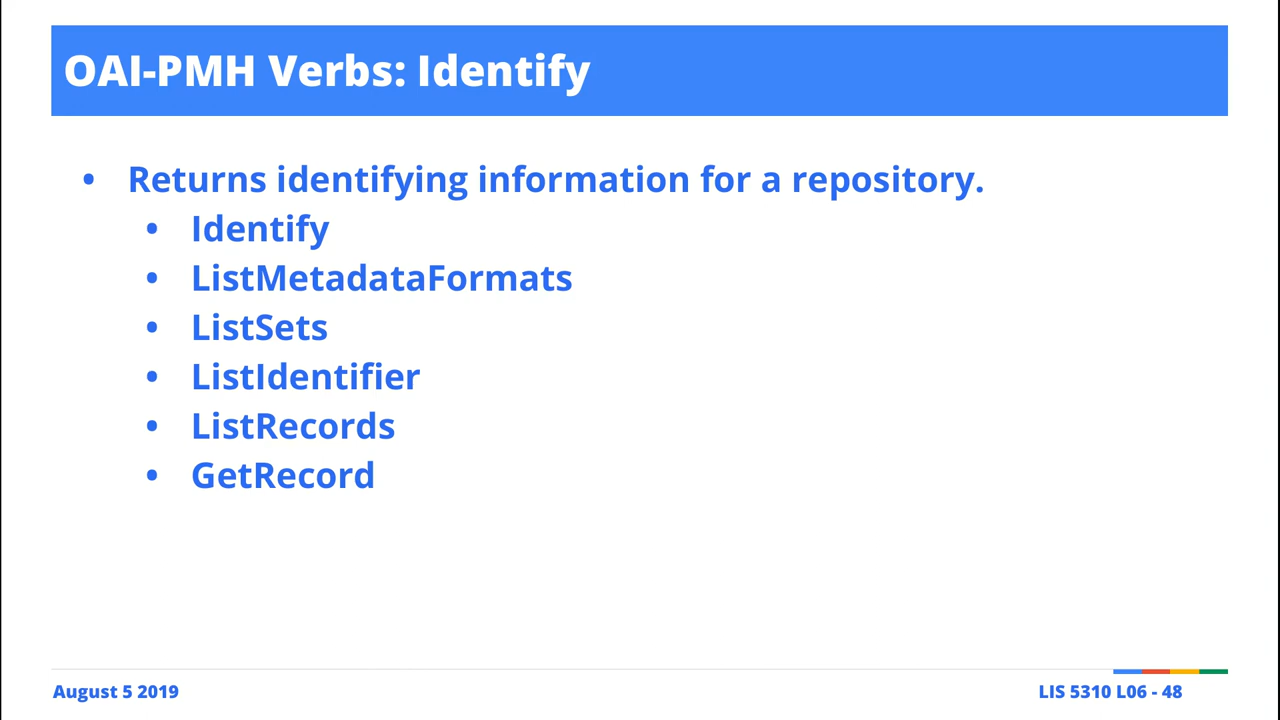 OAI-PMH Verbs: Identify
• Returns identifying information for a repository.
• Identify
• ListMetadataFormats
• ListSets
• ListIdentifier
• ListRecords
• GetRecord
August 5 2019
LIS 5310 L06 - 48